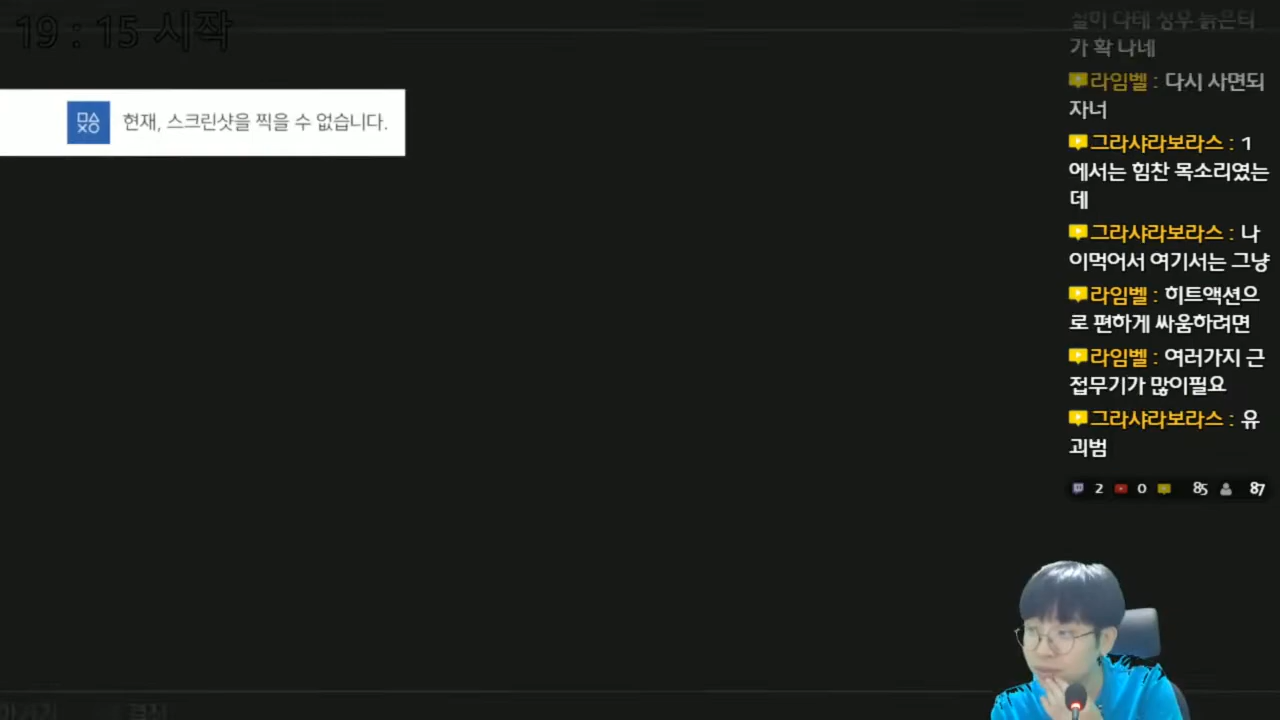 19 : 15 시작
현재, 스크린샷을 찍을 수 없습니다.
가 확 나네
라임벨 : 다시 사면되
자너
그라샤라보라스 : 1
에서는 힘찬 목소리였는
데
그라샤라보라스 : 나
이먹어서 여기서는 그냥
라임벨 : 히트액션으
로 편하게 싸움하려면
라임벨 : 여러가지 근
접무기가 많이필요
그라샤라보라스 : 유
괴범
2 0 85 87